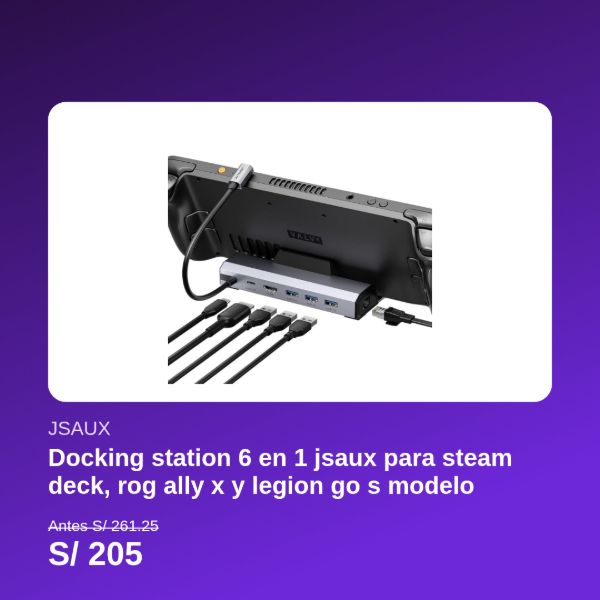 VALVE
JSAUX
Docking station 6 en 1 jsaux para steam
deck, rog ally x y legion go s modelo
Antes S/ 261.25
S/ 205